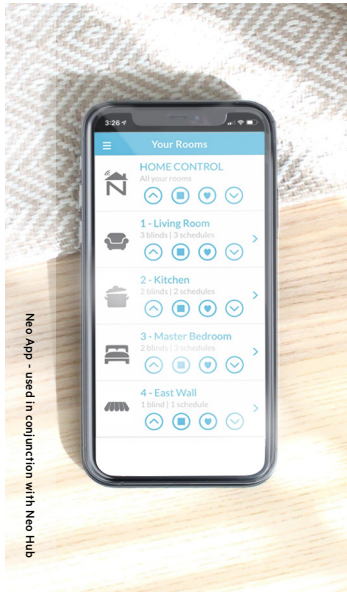 3:26
Your Rooms
HOME CONTROL
All your rooms
1 - Living Room
3 blinds | 3 schedules
2 - Kitchen
2 blinds | 2 schedules
3 - Master Bedroom
2 blinds | 3 schedules
4 - East Wall
1 blind | 1 schedule
Neo App - used in conjunction with Neo Hub